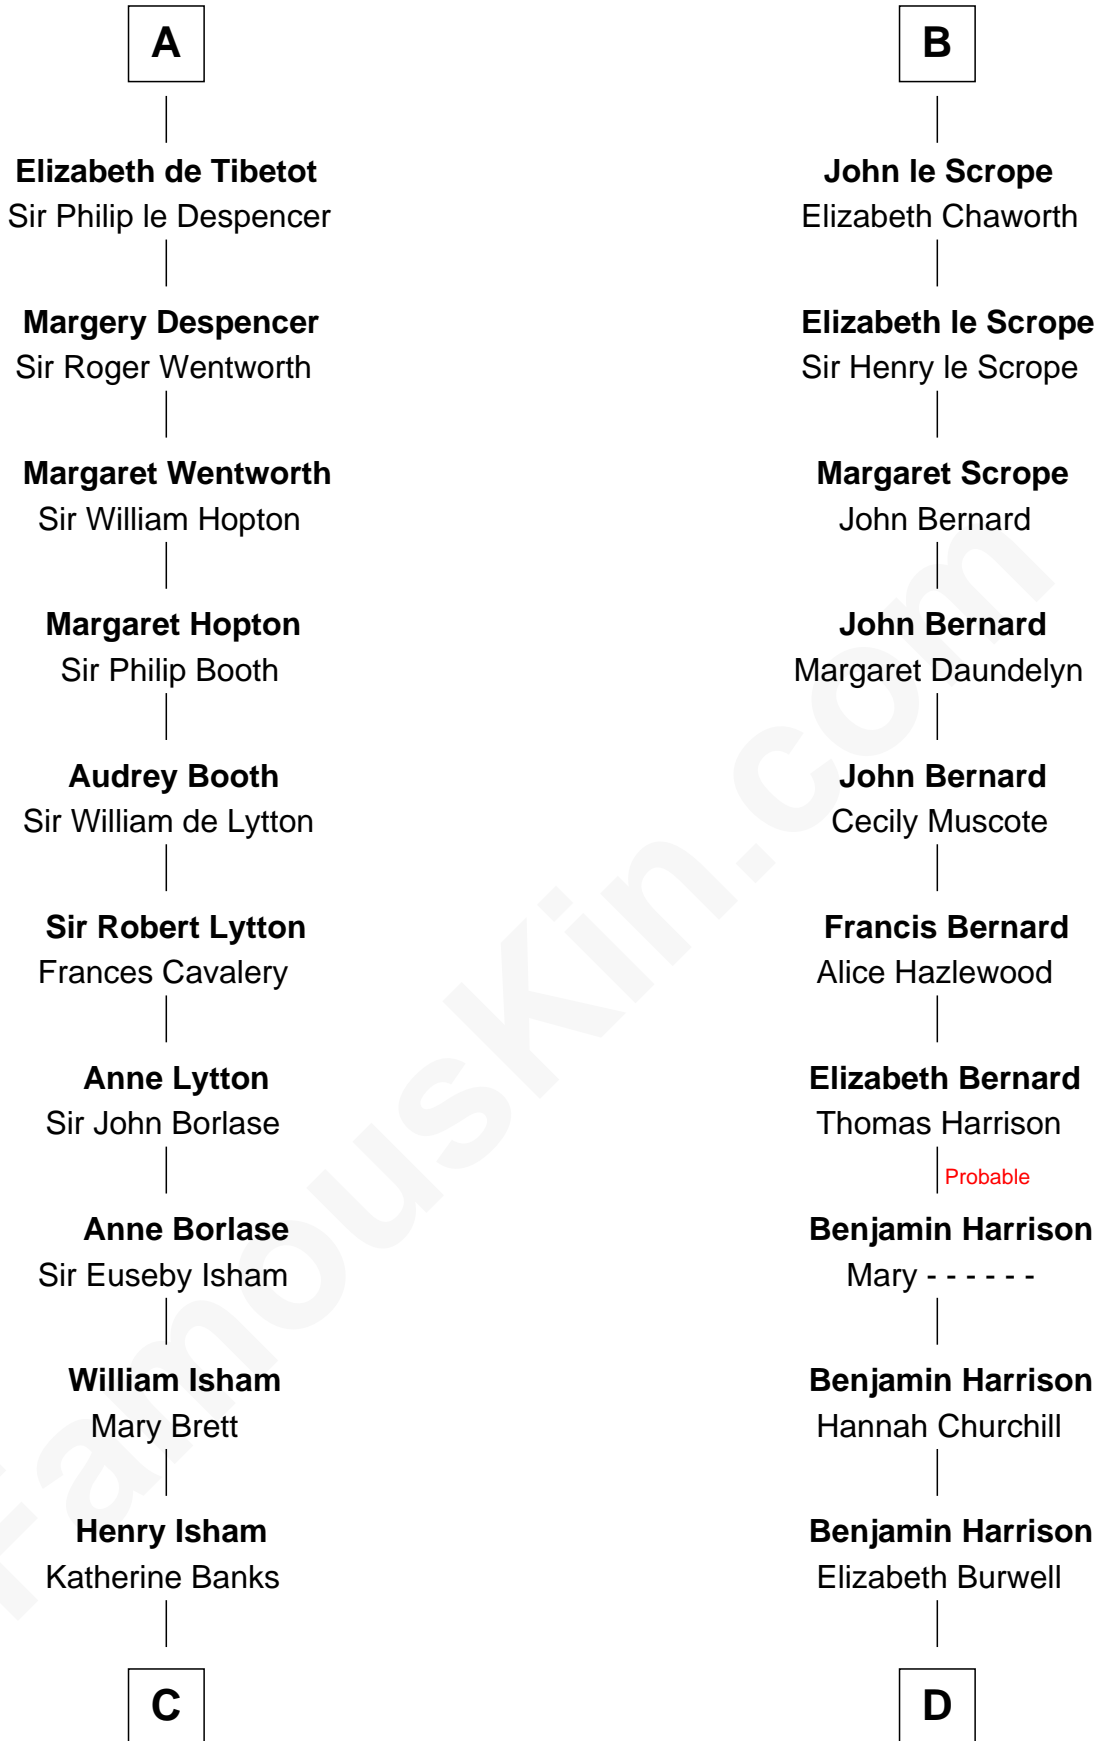 A
Elizabeth de Tibetot
Sir Philip le Despencer
Margery Despencer
Sir Roger Wentworth
Margaret Wentworth
Sir William Hopton
Margaret Hopton
Sir Philip Booth
Audrey Booth
Sir William de Lytton
Sir Robert Lytton
Frances Cavalery
Anne Lytton
Sir John Borlase
Anne Borlase
Sir Euseby Isham
William Isham
Mary Brett
Henry Isham
Katherine Banks
C
B
John le Scrope
Elizabeth Chaworth
Elizabeth le Scrope
Sir Henry le Scrope
Margaret Scrope
John Bernard
John Bernard
Margaret Daundelyn
John Bernard
Cecily Muscote
Francis Bernard
Alice Hazlewood
Elizabeth Bernard
Thomas Harrison
Probable
Benjamin Harrison
Mary - - - - - -
Benjamin Harrison
Hannah Churchill
Benjamin Harrison
Elizabeth Burwell
D
FamousKin.com